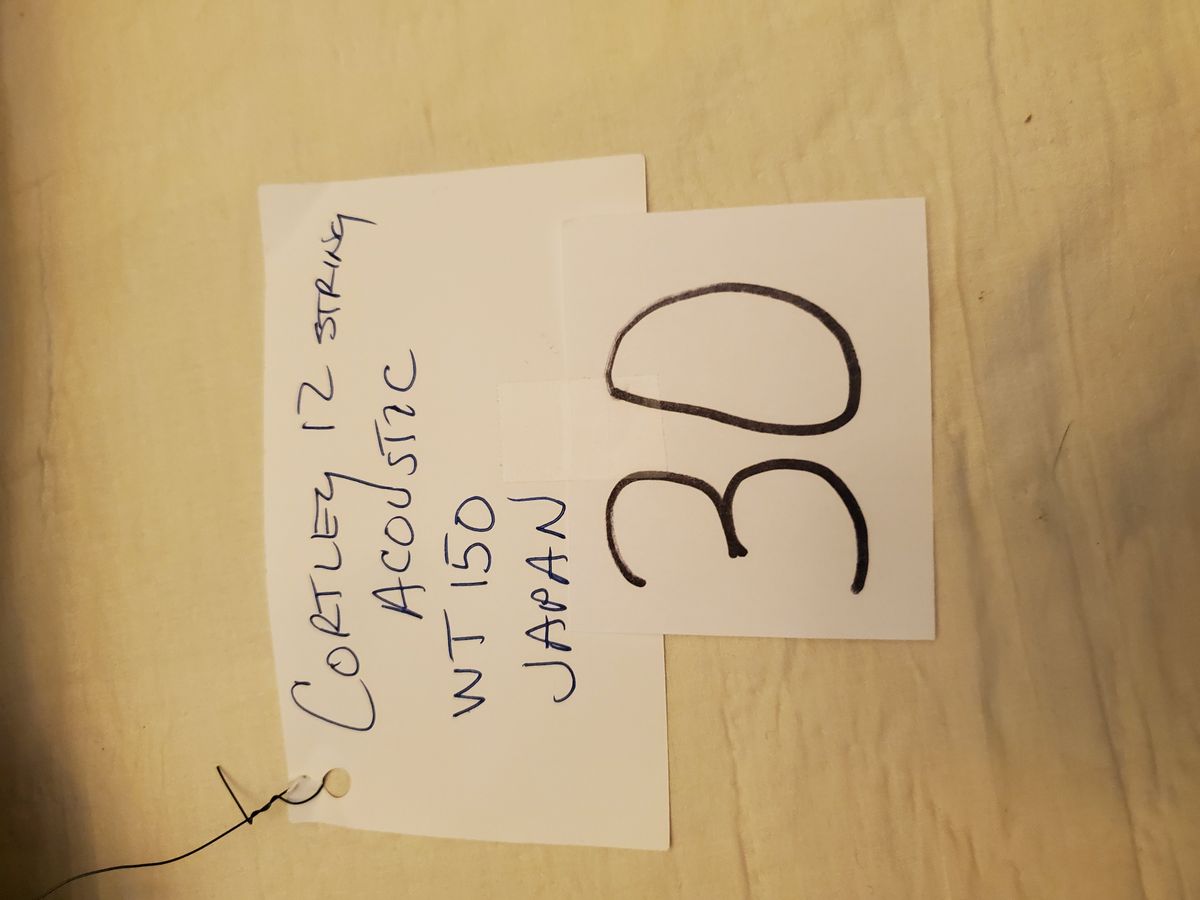 CORTLEY 12 STRING
ACOUSTIC
WT 150
JAPAN
30